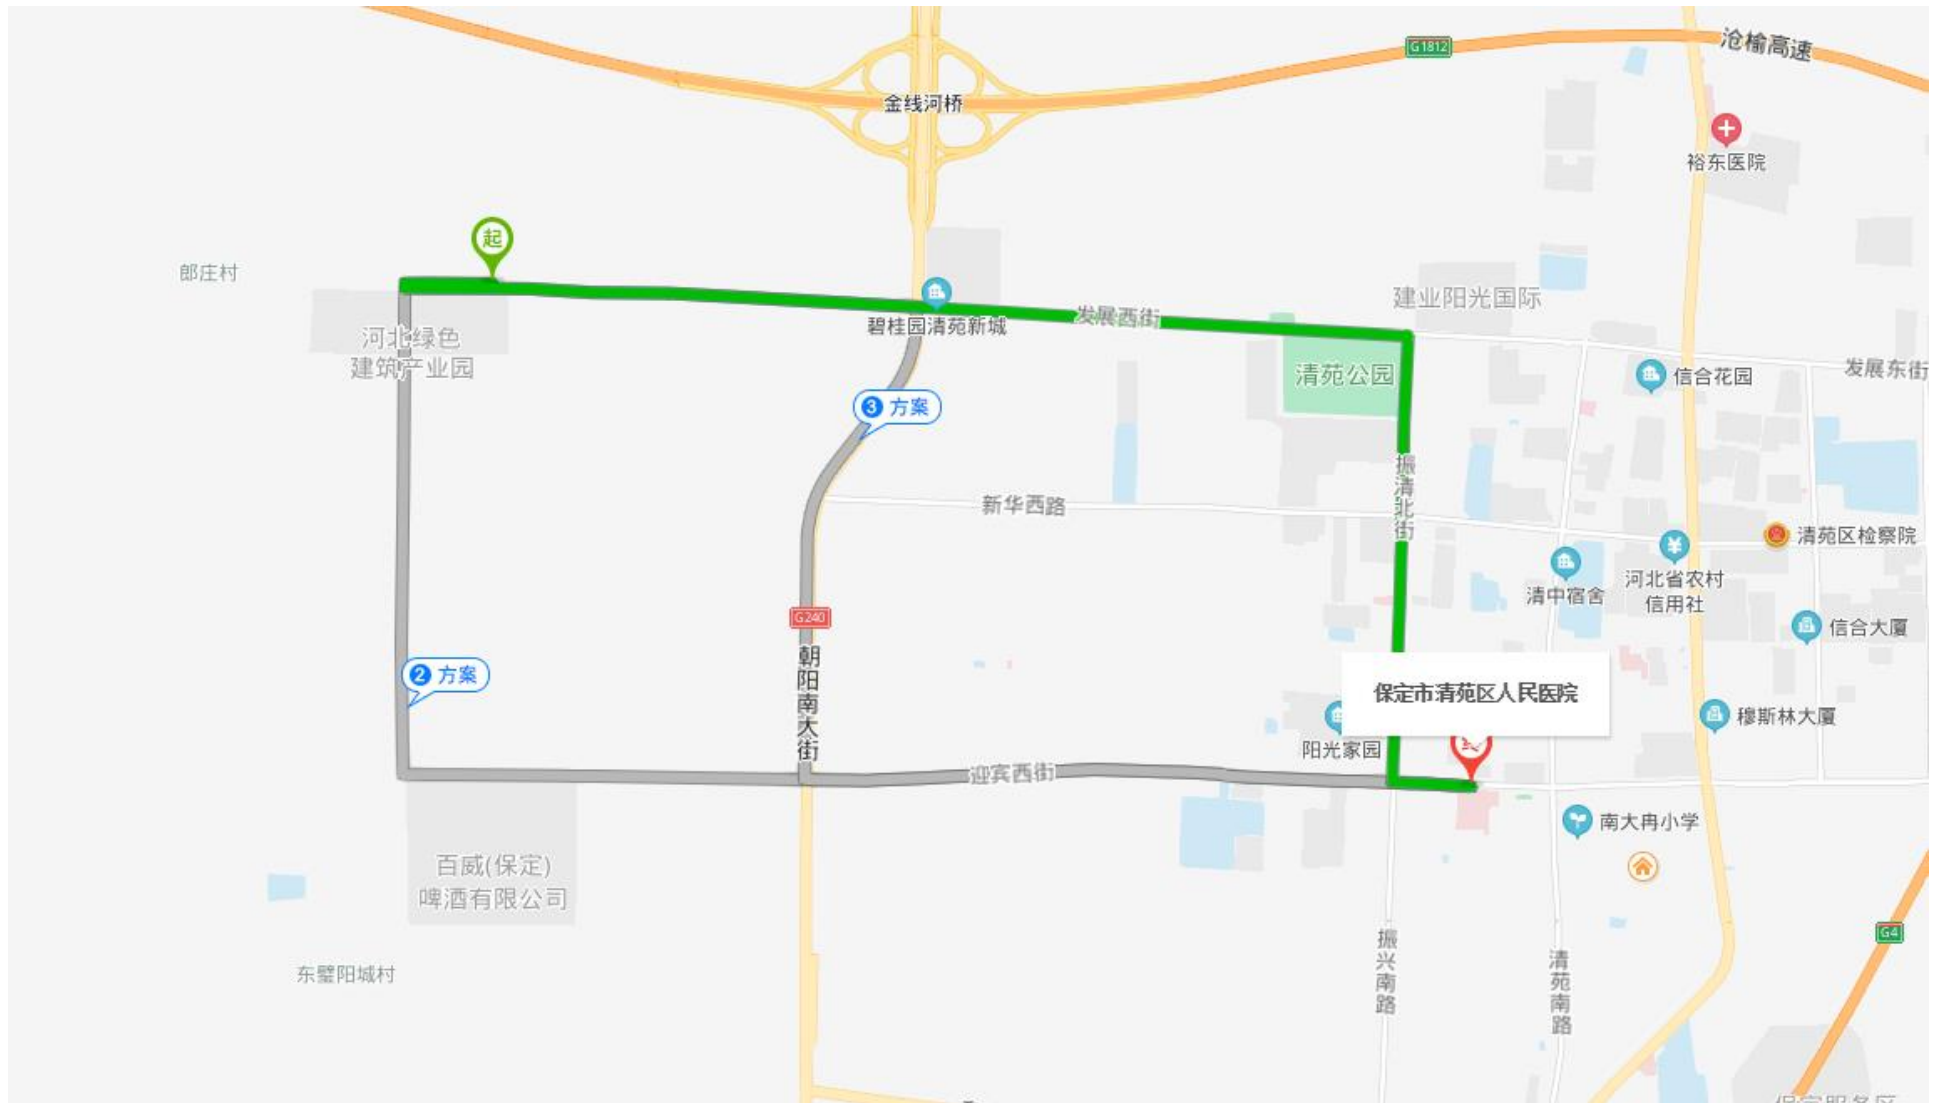 沧榆高速
G1812
金线河桥
裕东医院
起
郎庄村
河北绿色
建筑产业园
碧桂园清苑新城
发展西街
建业阳光国际
清苑公园
信合花园
发展东街
3 方案
振清北街
新华西路
清苑区检察院
清中宿舍
河北省农村
信用社
G240
信合大厦
朝阳南大街
2 方案
保定市清苑区人民医院
阳光家园
穆斯林大厦
迎宾西街
南大冉小学
百威(保定)
啤酒有限公司
G4
振兴南路
清苑南路
东壁阳城村